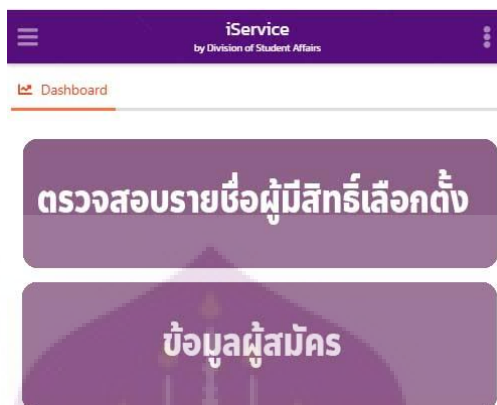 iService
by Division of Student Affairs
Dashboard
ตรวจสอบรายชื่อผู้มีสิทธิ์เลือกตั้ง
ข้อมูลผู้สมัคร